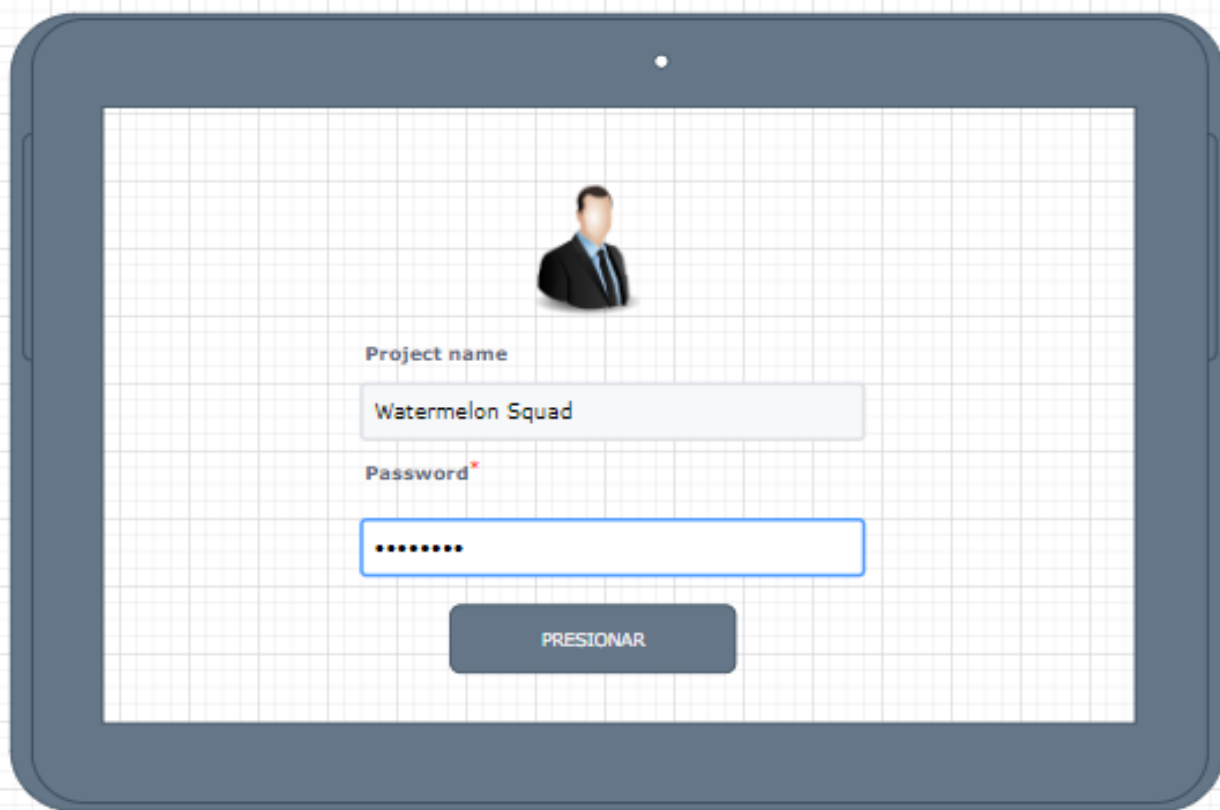 Project name
Watermelon Squad
Password*
••••••••
PRESIONAR